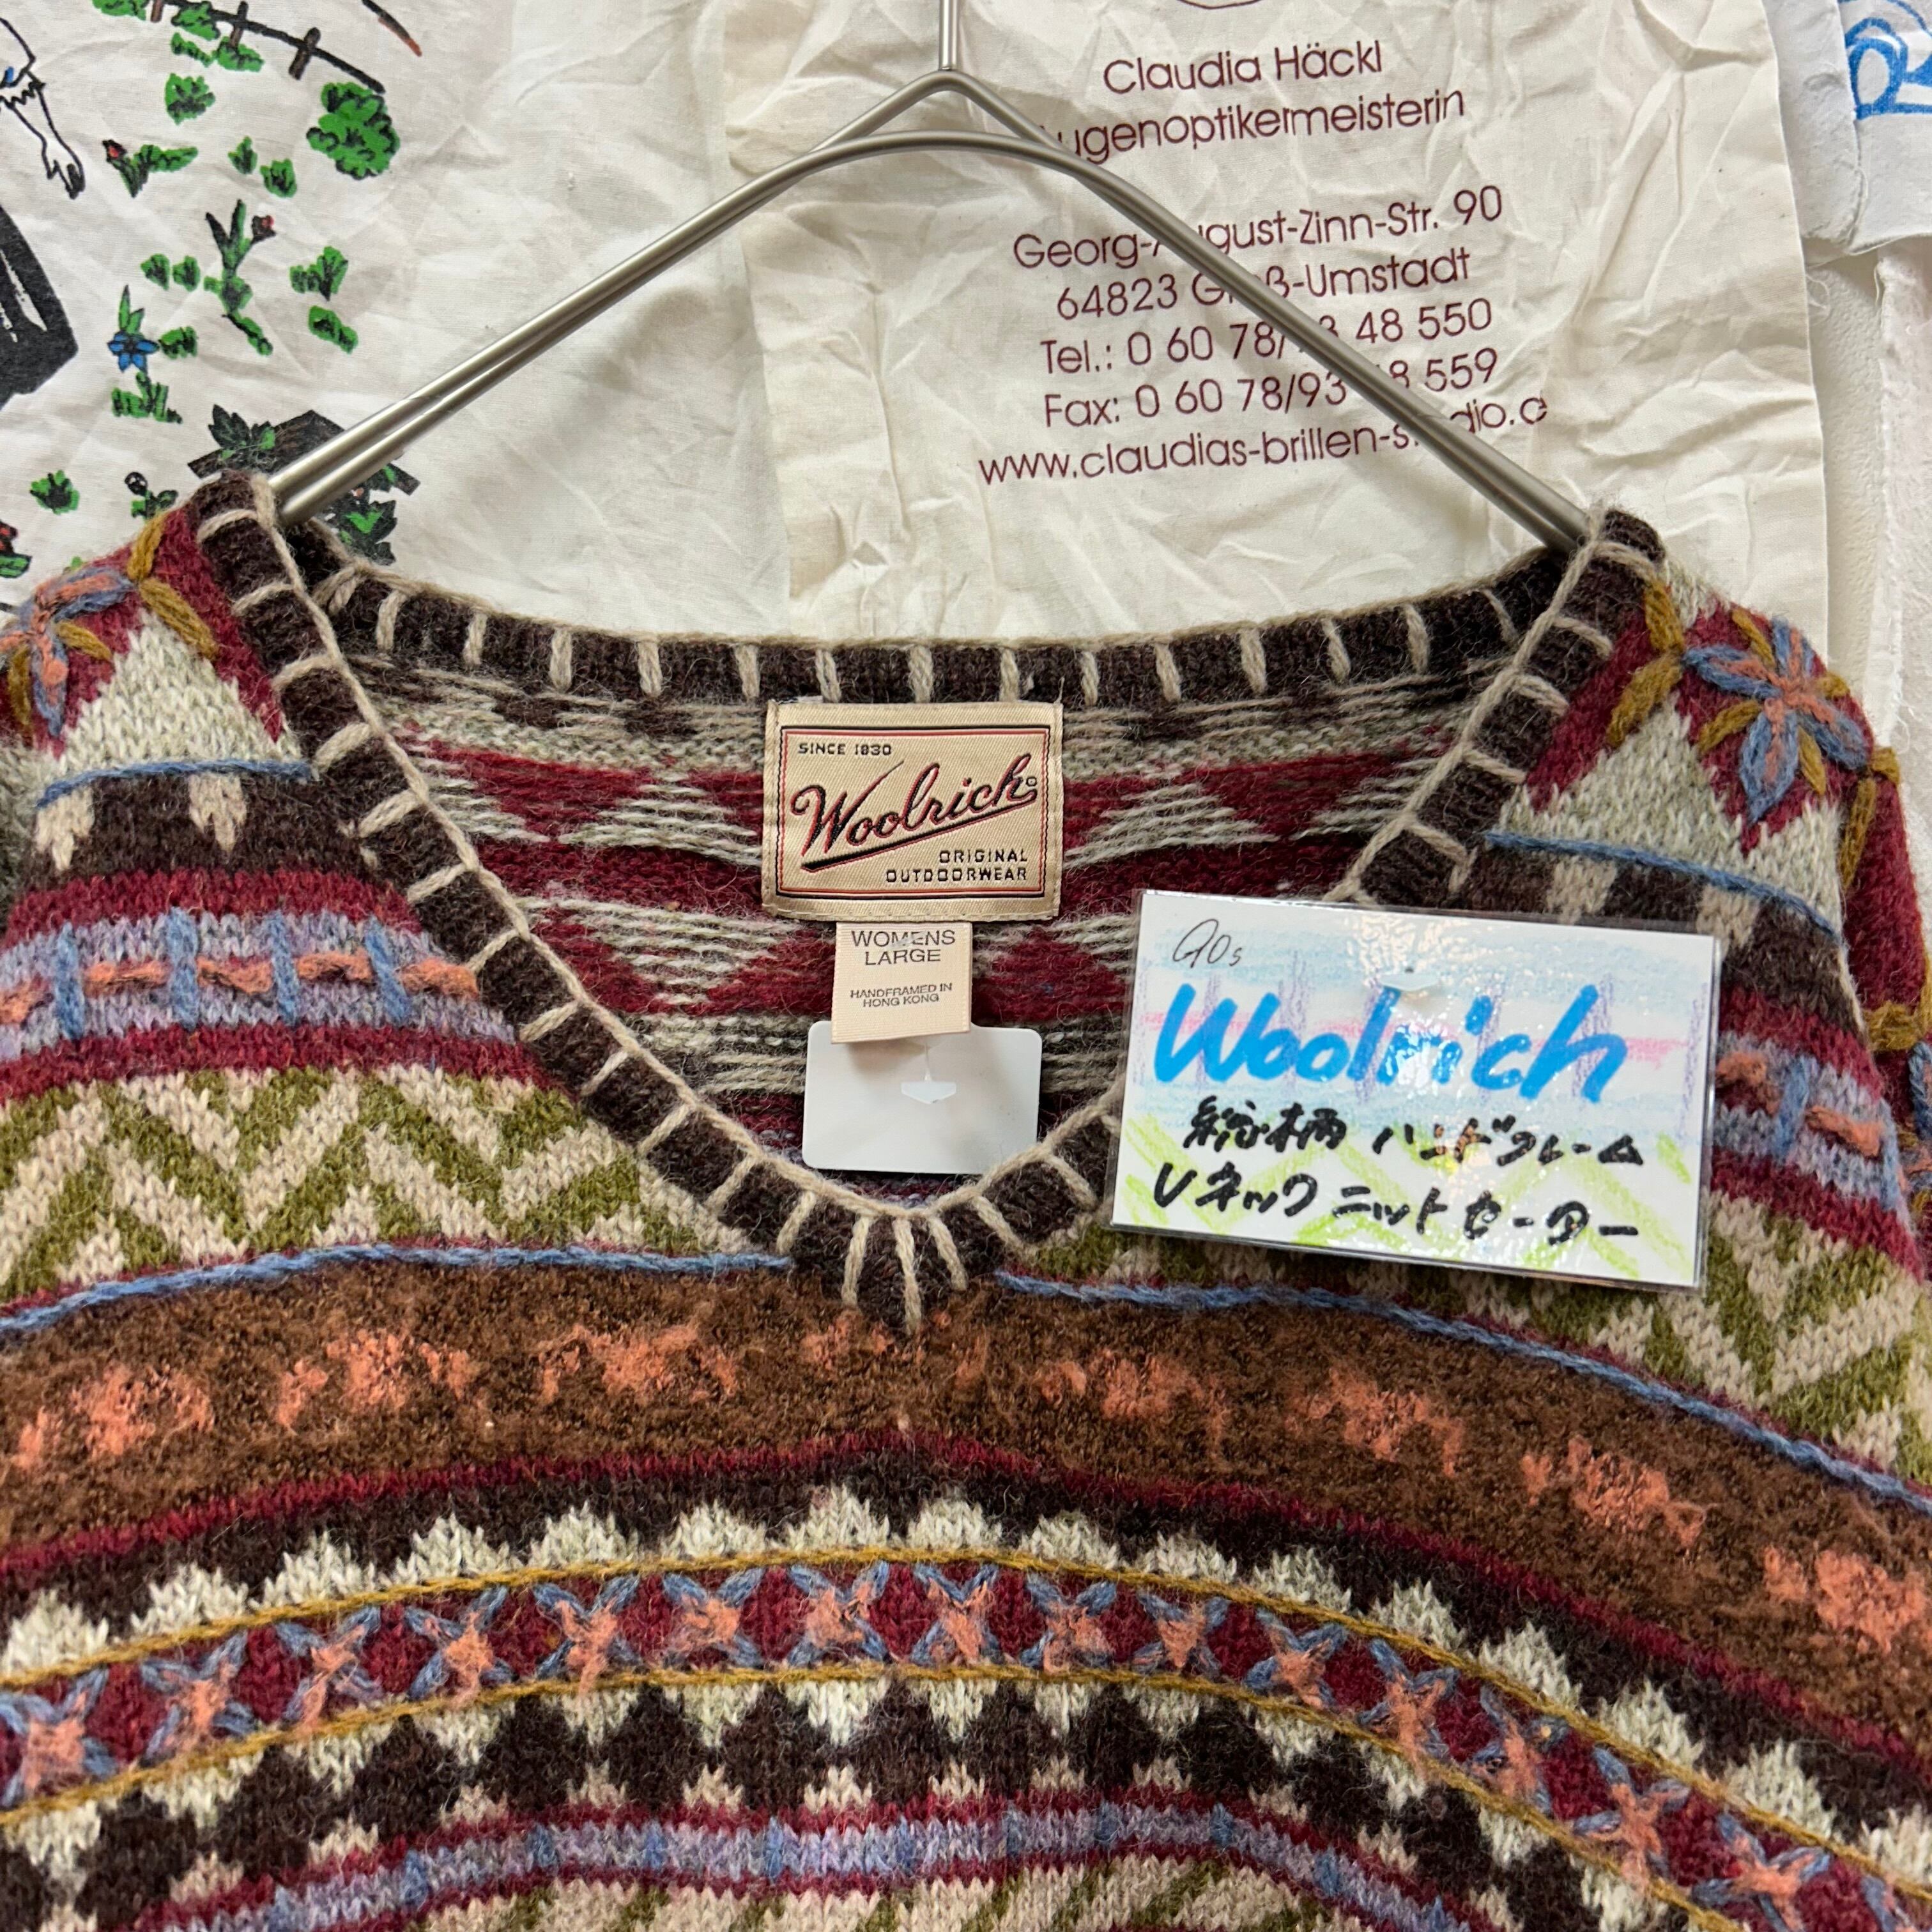 Claudia Häckl
ugenoptikermeisterin
Georg-August-Zinn-Str. 90
64823 Groß-Umstadt
Tel.: 0 60 78/ 48 550
Fax: 0 60 78/93 559
www.claudias-brillen-
SINCE 1830
Woolrich
ORIGINAL
OUTDOORWEAR
WOMENS
LARGE
HANDFRAMED IN
HONG KONG
90s
Woolrich
総柄 ハンドフレーム
Vネック ニットセーター